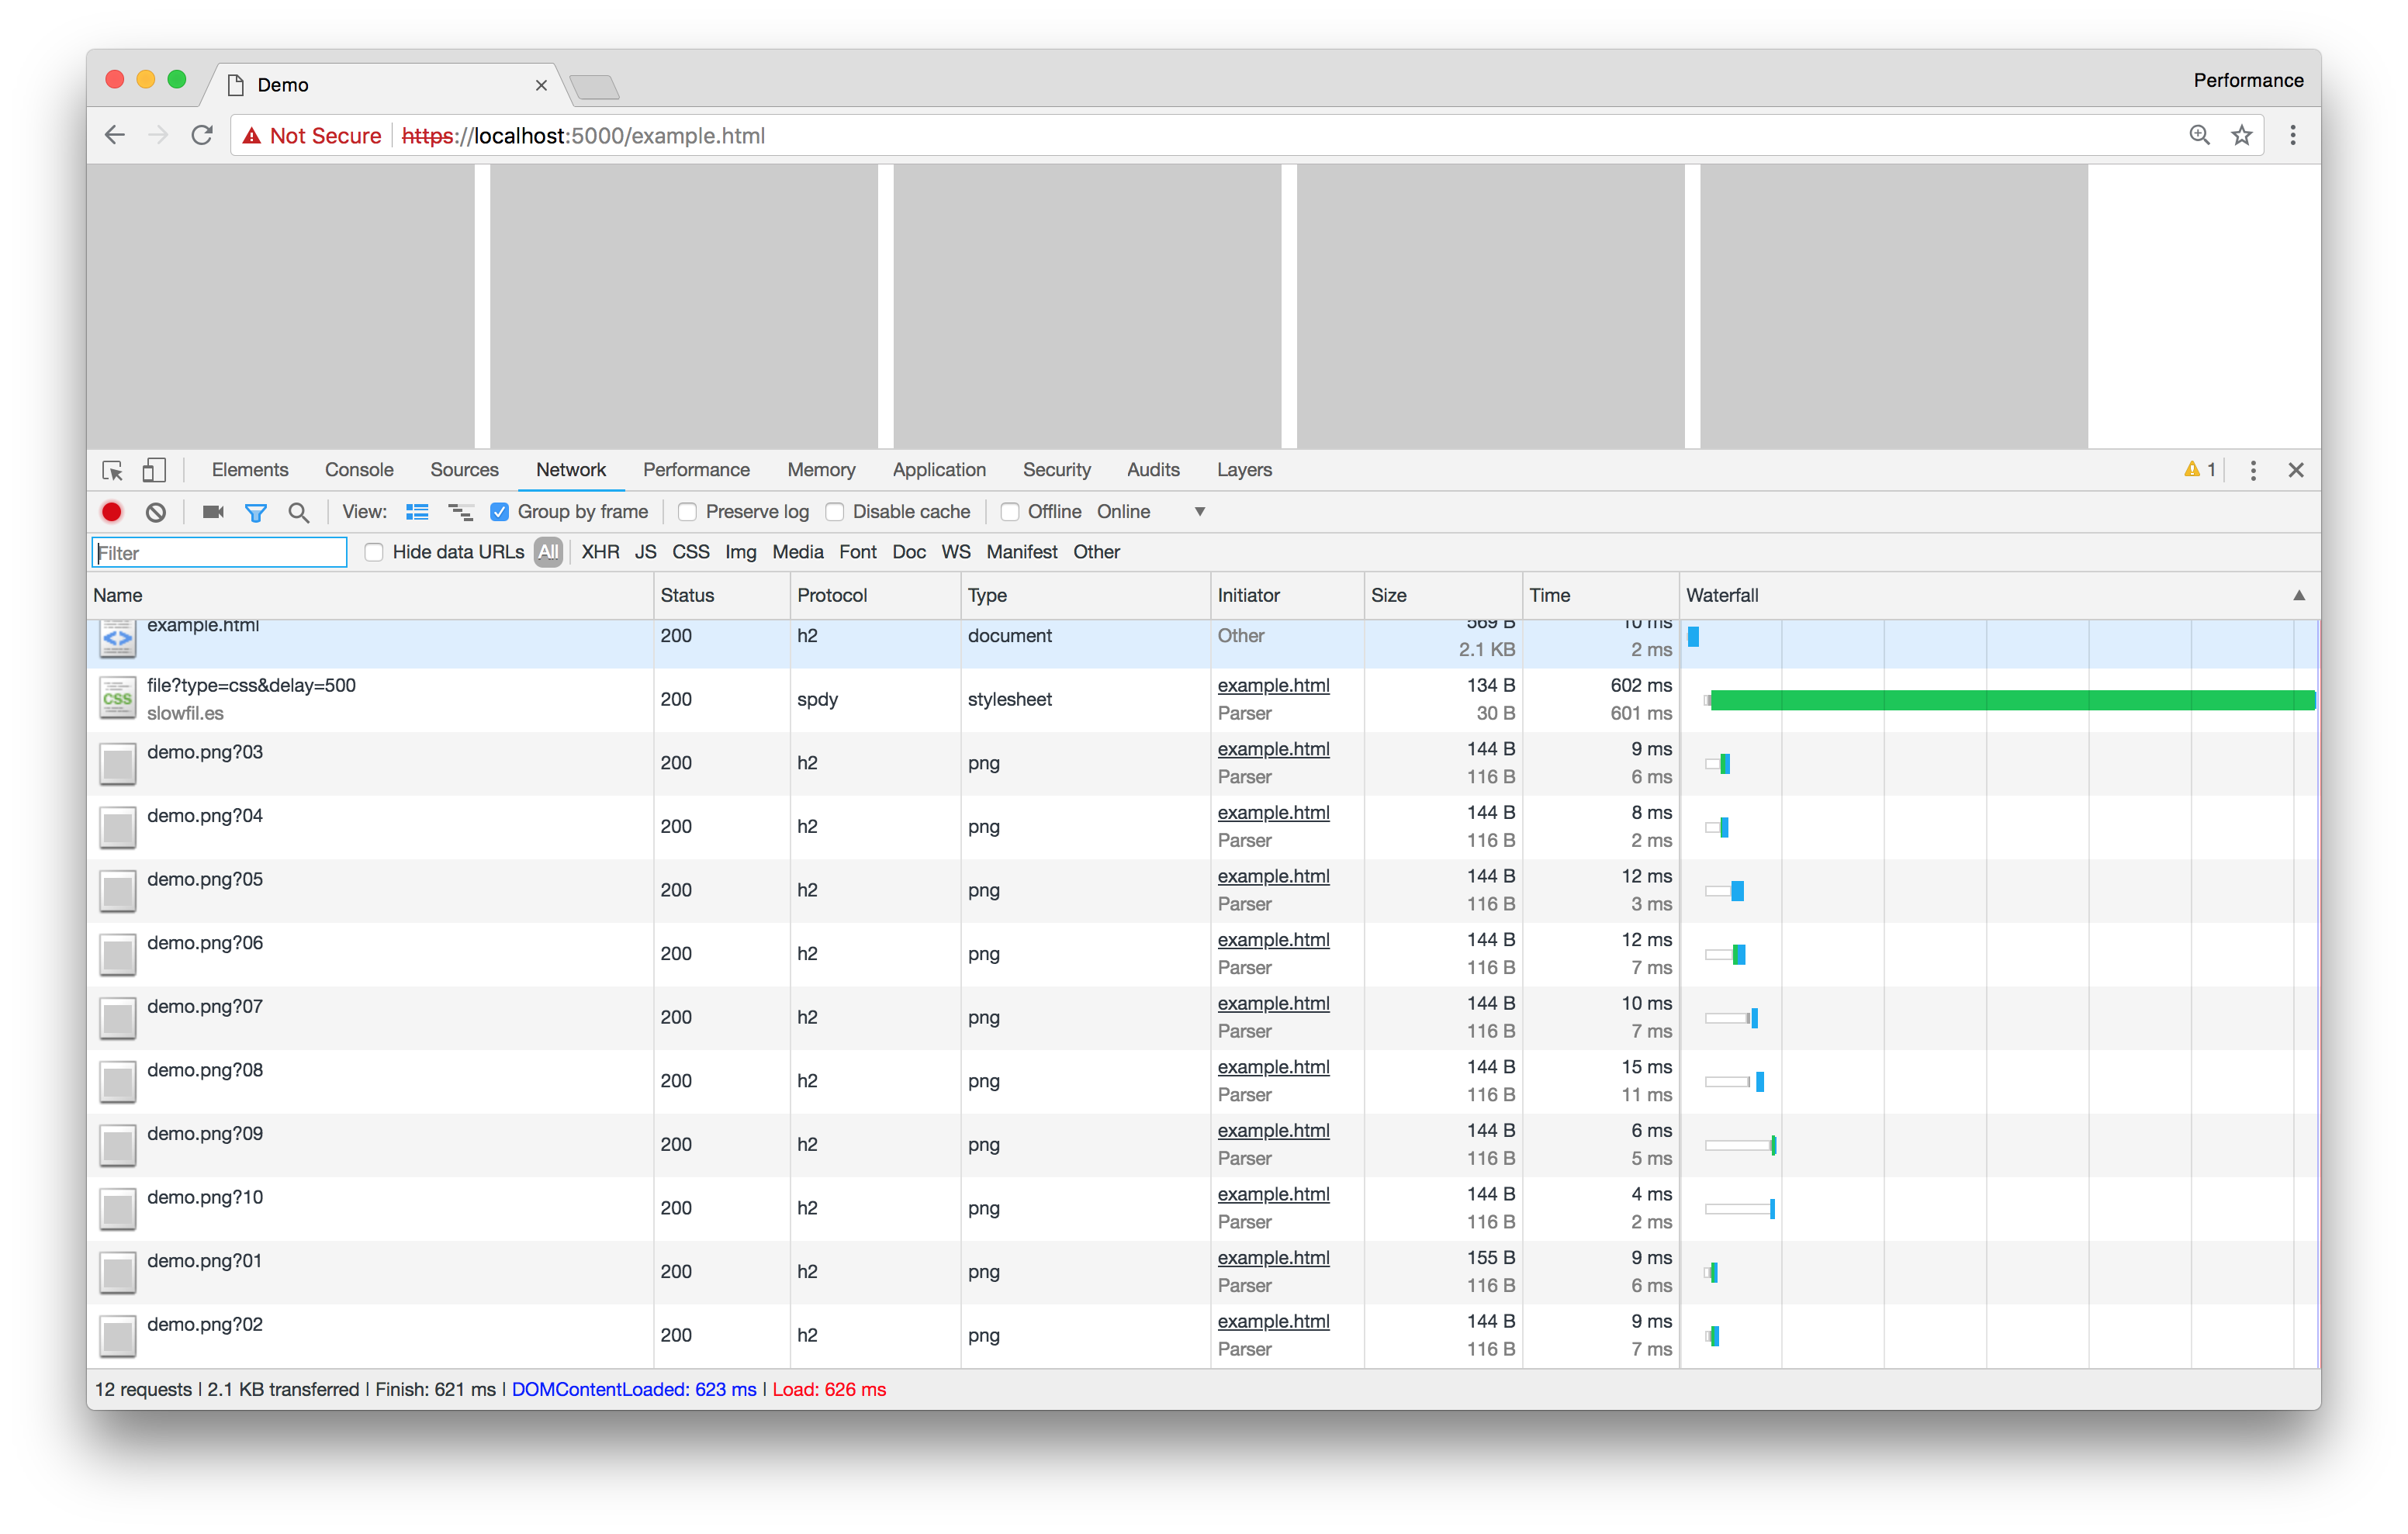 Demo
Performance
Not Secure https://localhost:5000/example.html
Elements Console Sources Network Performance Memory Application Security Audits Layers 1
View: Group by frame Preserve log Disable cache Offline Online
Filter Hide data URLs All XHR JS CSS Img Media Font Doc WS Manifest Other
Name Status Protocol Type Initiator Size Time Waterfall
example.html 200 h2 document Other 569 B 10 ms
2.1 KB 2 ms
file?type=css&delay=500 200 spdy stylesheet example.html 134 B 602 ms
slowfil.es Parser 30 B 601 ms
demo.png?03 200 h2 png example.html 144 B 9 ms
Parser 116 B 6 ms
demo.png?04 200 h2 png example.html 144 B 8 ms
Parser 116 B 2 ms
demo.png?05 200 h2 png example.html 144 B 12 ms
Parser 116 B 3 ms
demo.png?06 200 h2 png example.html 144 B 12 ms
Parser 116 B 7 ms
demo.png?07 200 h2 png example.html 144 B 10 ms
Parser 116 B 7 ms
demo.png?08 200 h2 png example.html 144 B 15 ms
Parser 116 B 11 ms
demo.png?09 200 h2 png example.html 144 B 6 ms
Parser 116 B 5 ms
demo.png?10 200 h2 png example.html 144 B 4 ms
Parser 116 B 2 ms
demo.png?01 200 h2 png example.html 155 B 9 ms
Parser 116 B 6 ms
demo.png?02 200 h2 png example.html 144 B 9 ms
Parser 116 B 7 ms
12 requests | 2.1 KB transferred | Finish: 621 ms | DOMContentLoaded: 623 ms | Load: 626 ms